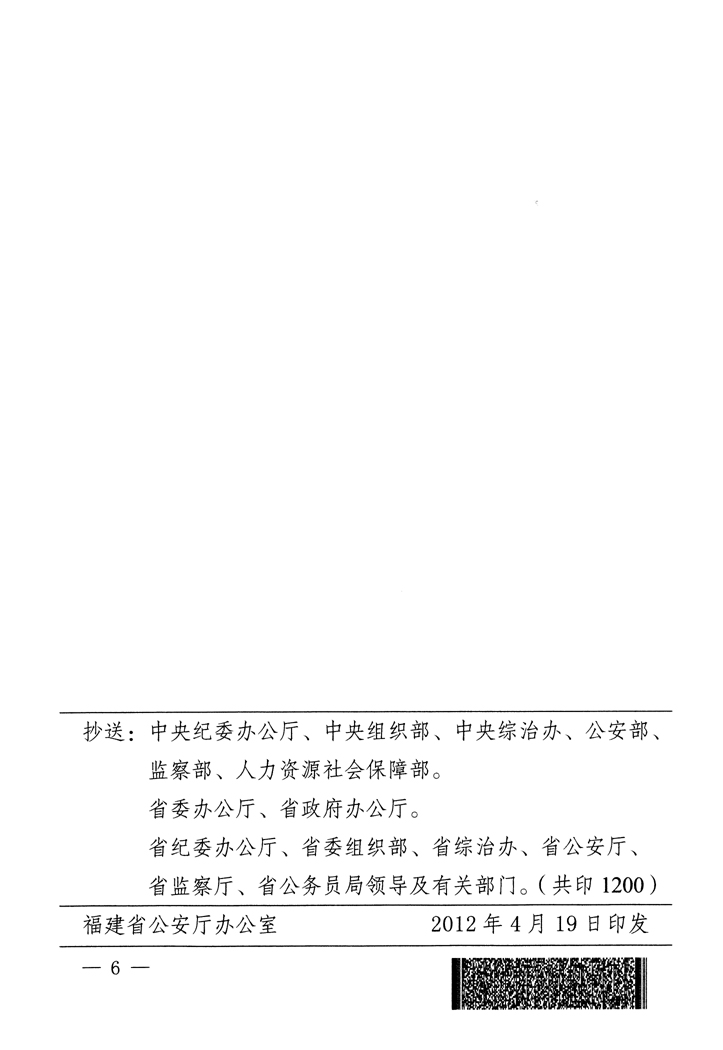 抄送：中央纪委办公厅、中央组织部、中央综治办、公安部、
监察部、人力资源社会保障部。
省委办公厅、省政府办公厅。
省纪委办公厅、省委组织部、省综治办、省公安厅、
省监察厅、省公务员局领导及有关部门。（共印1200）
福建省公安厅办公室 2012年4月19日印发
— 6 —